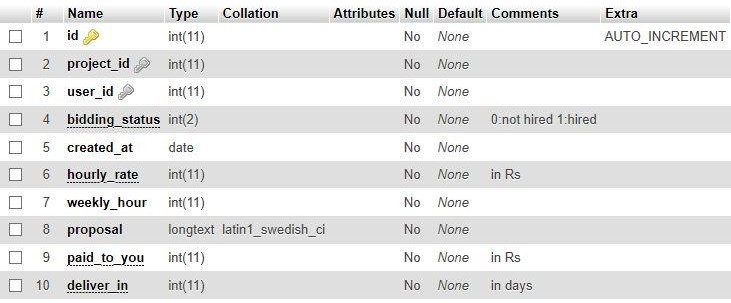 # Name Type Collation Attributes Null Default Comments Extra
1 id int(11) No None AUTO_INCREMENT
2 project_id int(11) No None
3 user_id int(11) No None
4 bidding_status int(2) No None 0:not hired 1:hired
5 created_at date No None
6 hourly_rate int(11) No None in Rs
7 weekly_hour int(11) No None
8 proposal longtext latin1_swedish_ci No None
9 paid_to_you int(11) No None in Rs
10 deliver_in int(11) No None in days